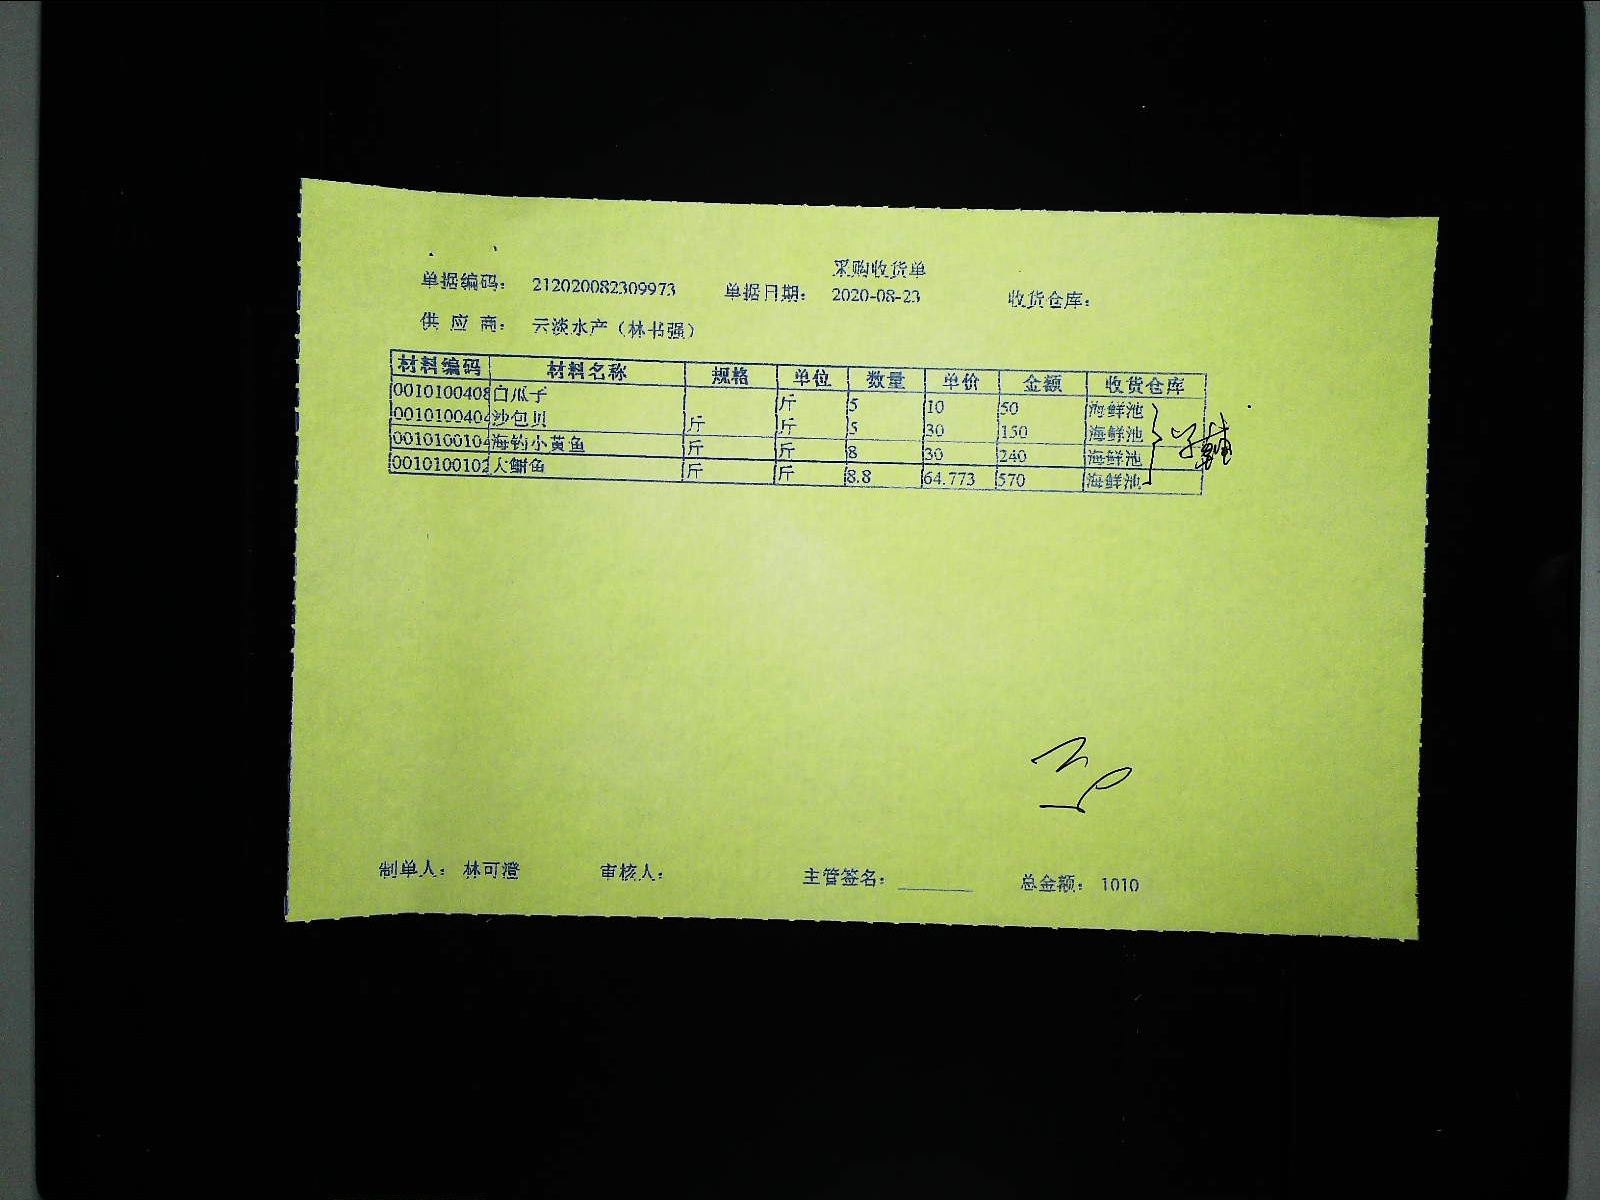 采购收货单
单据编码： 212020082309973 单据日期： 2020-08-23 收货仓库：
供 应 商： 云淡水产（林书强）
材料编码 材料名称 规格 单位 数量 单价 金额 收货仓库
0010100408 白瓜子 斤 5 10 50 海鲜池
0010100404 沙包贝 斤 斤 5 30 150 海鲜池
0010100104 海钓小黄鱼 斤 斤 8 30 240 海鲜池
0010100102 大鮘鱼 斤 斤 8.8 64.773 570 海鲜池
制单人： 林可澄 审核人： 主管签名： 总金额： 1010